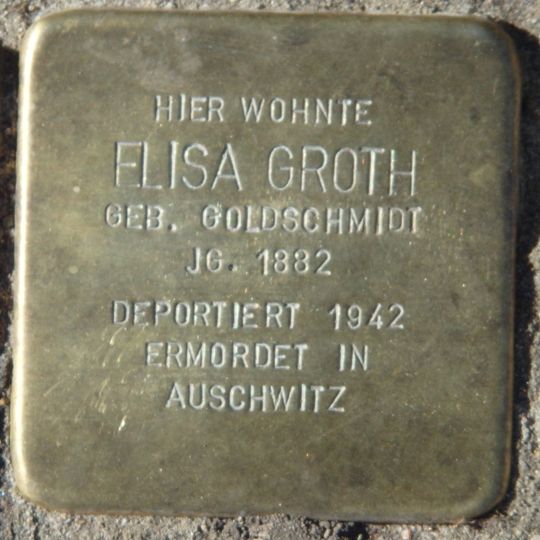 HIER WOHNTE
ELISA GROTH
GEB. GOLDSCHMIDT
JG. 1882
DEPORTIERT 1942
ERMORDET IN
AUSCHWITZ